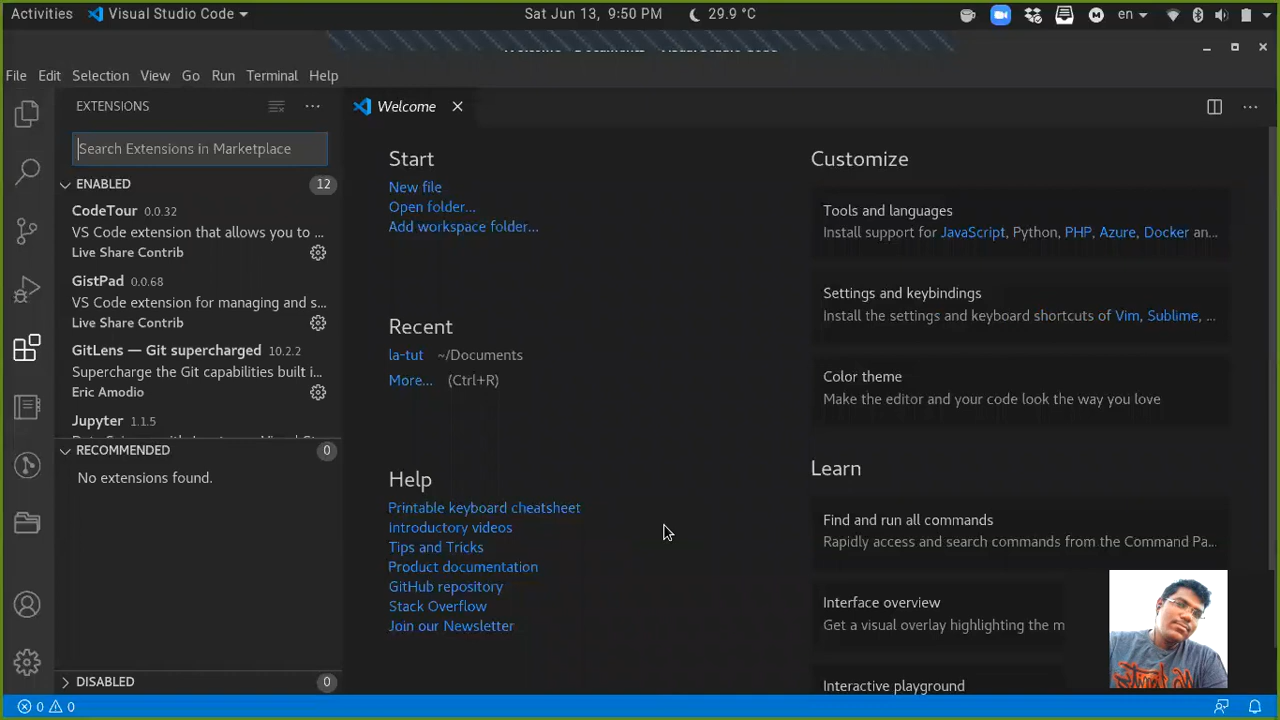 Activities Visual Studio Code Sat Jun 13, 9:50 PM 29.9 °C en
Welcome - Documents - Visual Studio Code
File Edit Selection View Go Run Terminal Help
EXTENSIONS
Search Extensions in Marketplace
ENABLED 12
CodeTour 0.0.32
VS Code extension that allows you to ...
Live Share Contrib
GistPad 0.0.68
VS Code extension for managing and s...
Live Share Contrib
GitLens — Git supercharged 10.2.2
Supercharge the Git capabilities built i...
Eric Amodio
Jupyter 1.1.5
RECOMMENDED 0
No extensions found.
DISABLED 0
Welcome
Start
New file
Open folder...
Add workspace folder...
Recent
la-tut ~/Documents
More... (Ctrl+R)
Help
Printable keyboard cheatsheet
Introductory videos
Tips and Tricks
Product documentation
GitHub repository
Stack Overflow
Join our Newsletter
Customize
Tools and languages
Install support for JavaScript, Python, PHP, Azure, Docker an...
Settings and keybindings
Install the settings and keyboard shortcuts of Vim, Sublime, ...
Color theme
Make the editor and your code look the way you love
Learn
Find and run all commands
Rapidly access and search commands from the Command Pa...
Interface overview
Get a visual overlay highlighting the m
Interactive playground
0 0